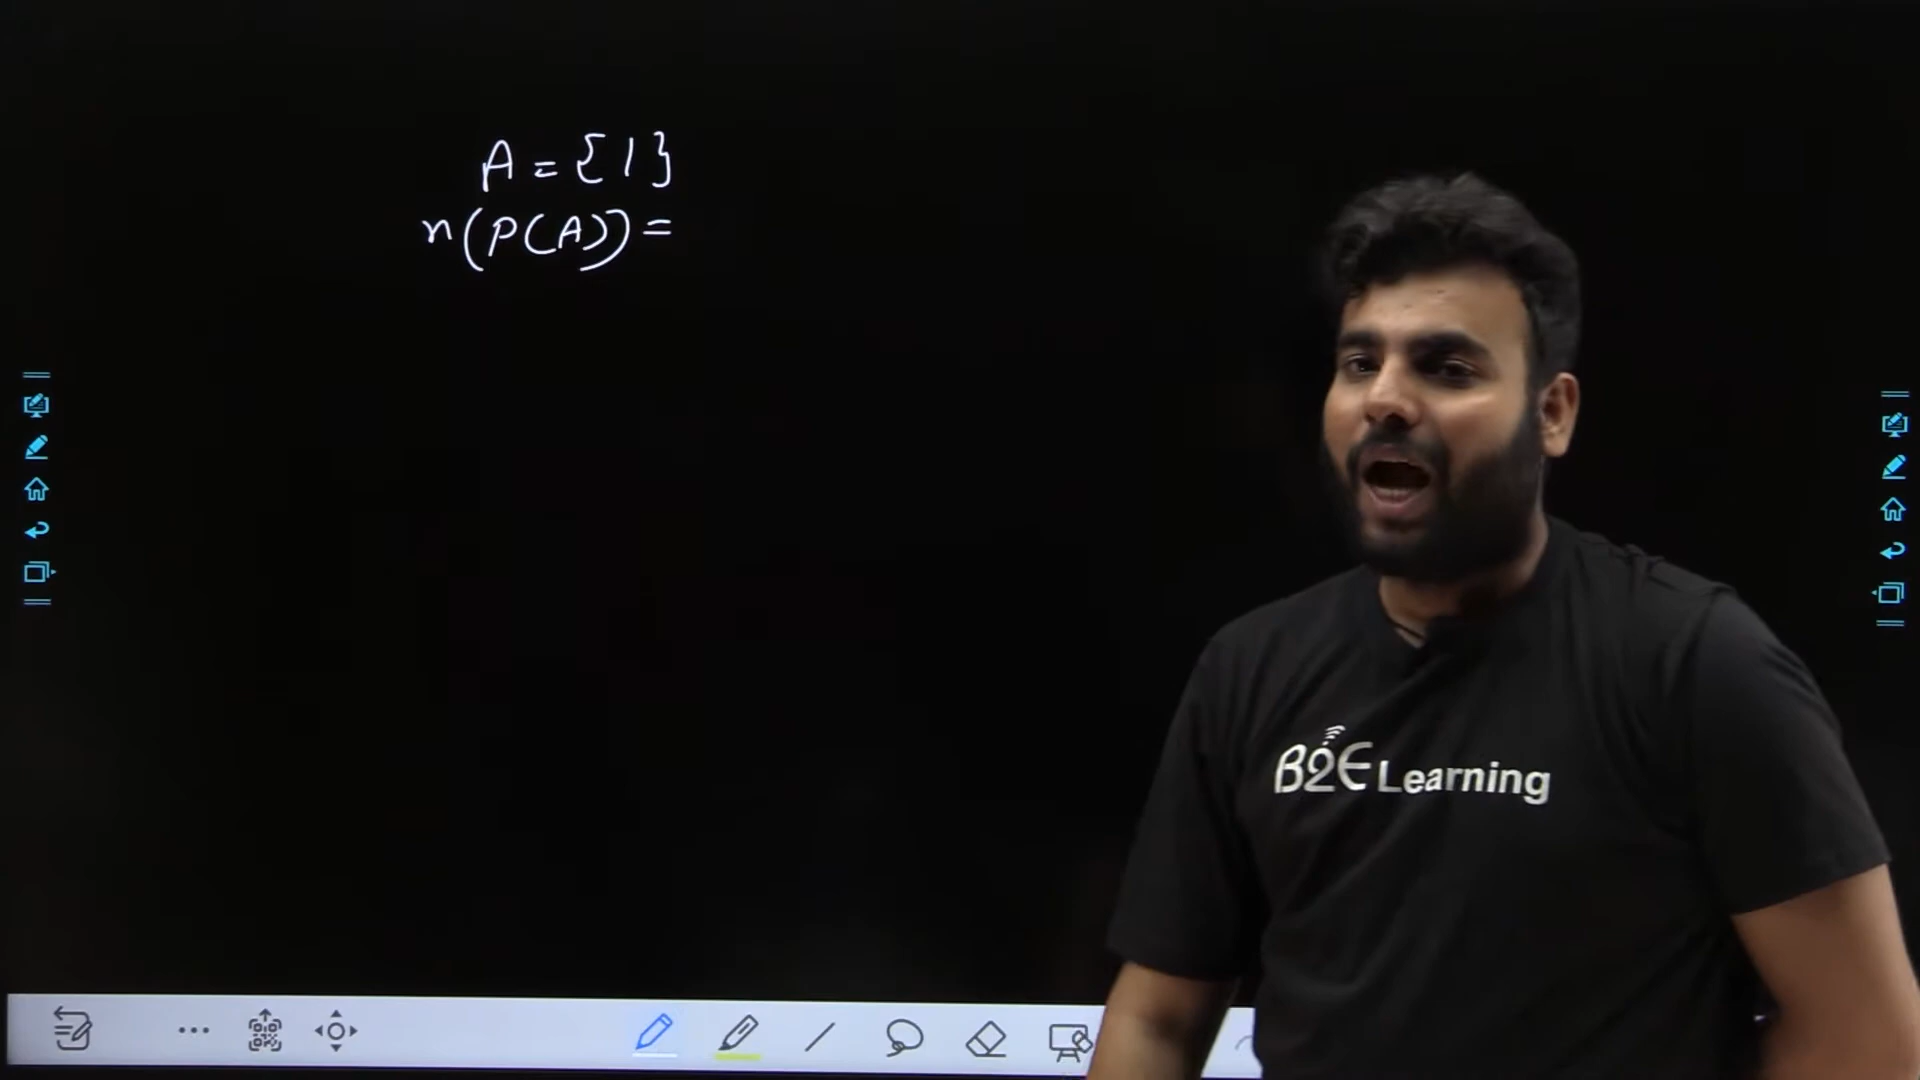 A = {1}
n(P(A)) =
B2E Learning